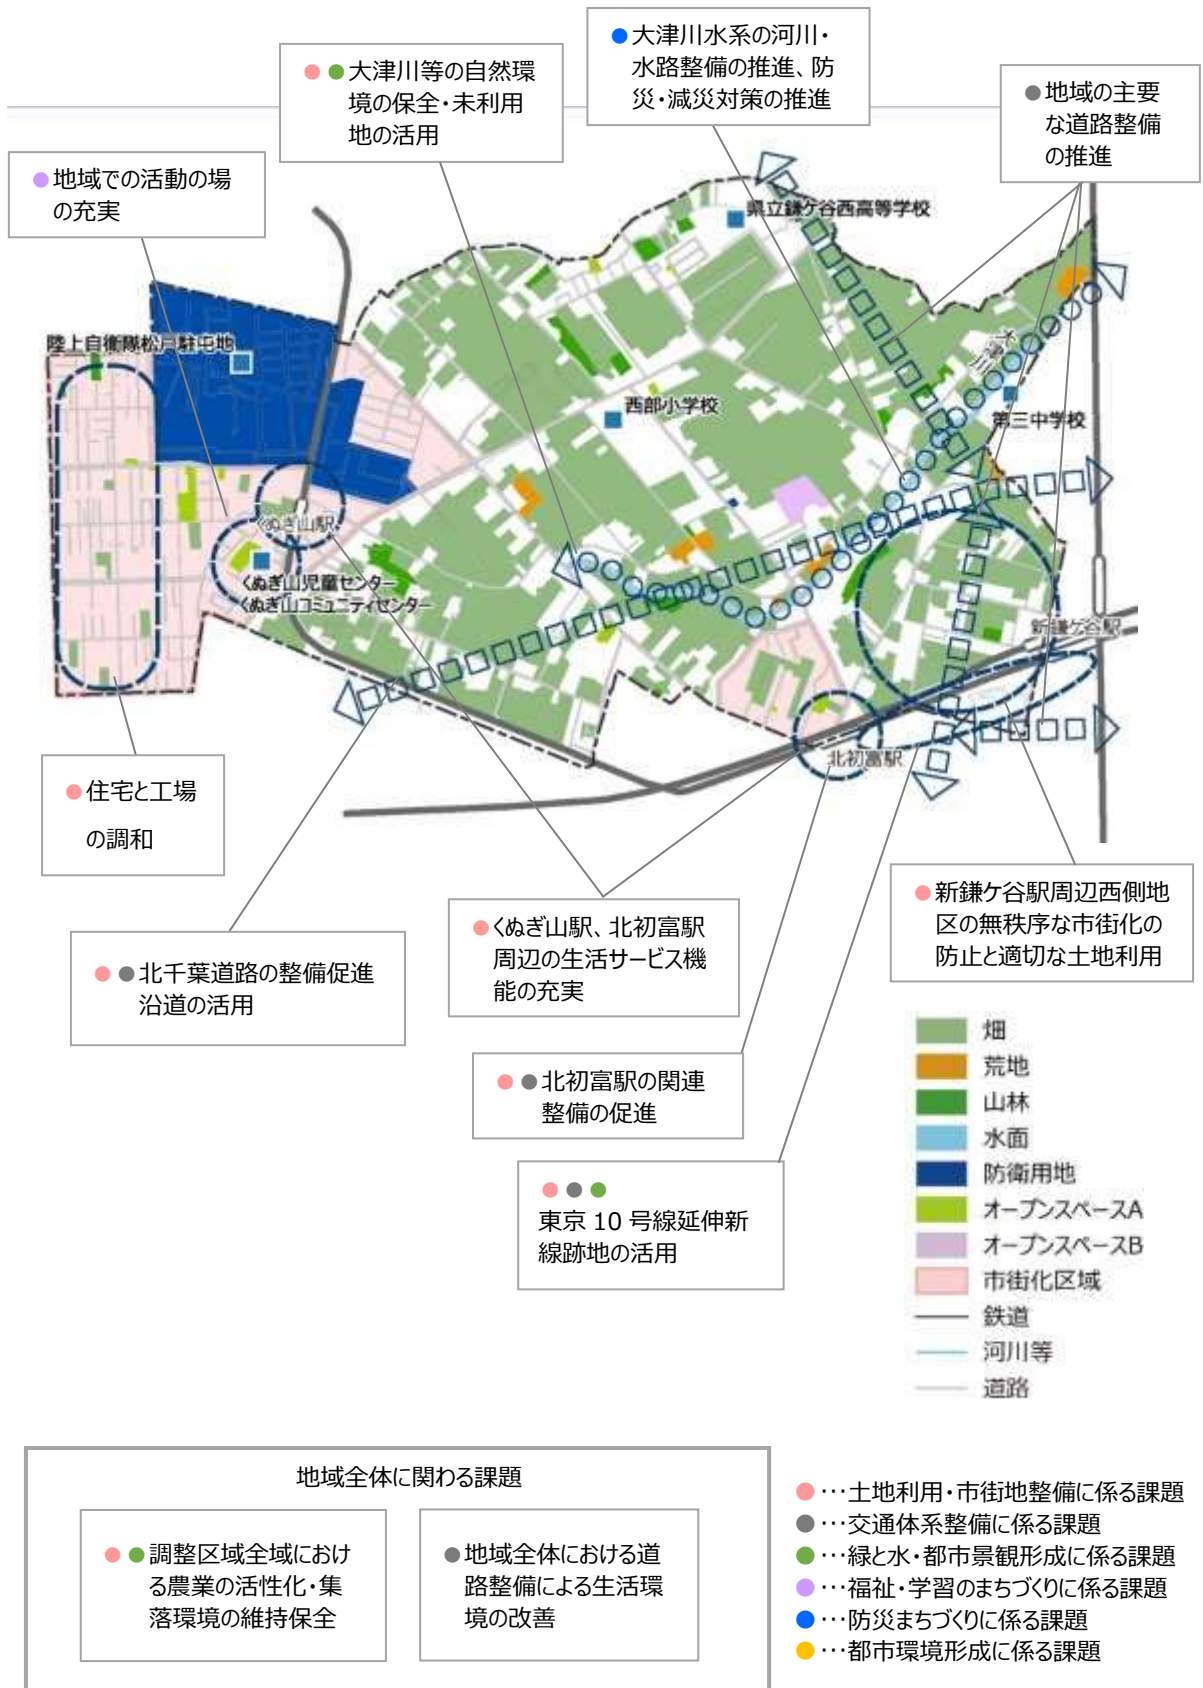 ●大津川水系の河川・
水路整備の推進、防
災・減災対策の推進
● ●大津川等の自然環
境の保全・未利用
地の活用
●地域の主要
な道路整備
の推進
●地域での活動の場
の充実
県立鎌ケ谷西高等学校
陸上自衛隊松戸駐屯地
大津川
西部小学校
第三中学校
くぬぎ山駅
くぬぎ山児童センター
くぬぎ山コミュニティセンター
新鎌ケ谷駅
北初富駅
●住宅と工場
の調和
●新鎌ケ谷駅周辺西側地
区の無秩序な市街化の
防止と適切な土地利用
●くぬぎ山駅、北初富駅
周辺の生活サービス機
能の充実
● ●北千葉道路の整備促進
沿道の活用
● ●北初富駅の関連
整備の促進
● ● ●
東京 10 号線延伸新
線跡地の活用
畑
荒地
山林
水面
防衛用地
オープンスペースA
オープンスペースB
市街化区域
鉄道
河川等
道路
地域全体に関わる課題
● ●調整区域全域におけ
る農業の活性化・集
落環境の維持保全
●地域全体における道
路整備による生活環
境の改善
●…土地利用・市街地整備に係る課題
●…交通体系整備に係る課題
●…緑と水・都市景観形成に係る課題
●…福祉・学習のまちづくりに係る課題
●…防災まちづくりに係る課題
●…都市環境形成に係る課題